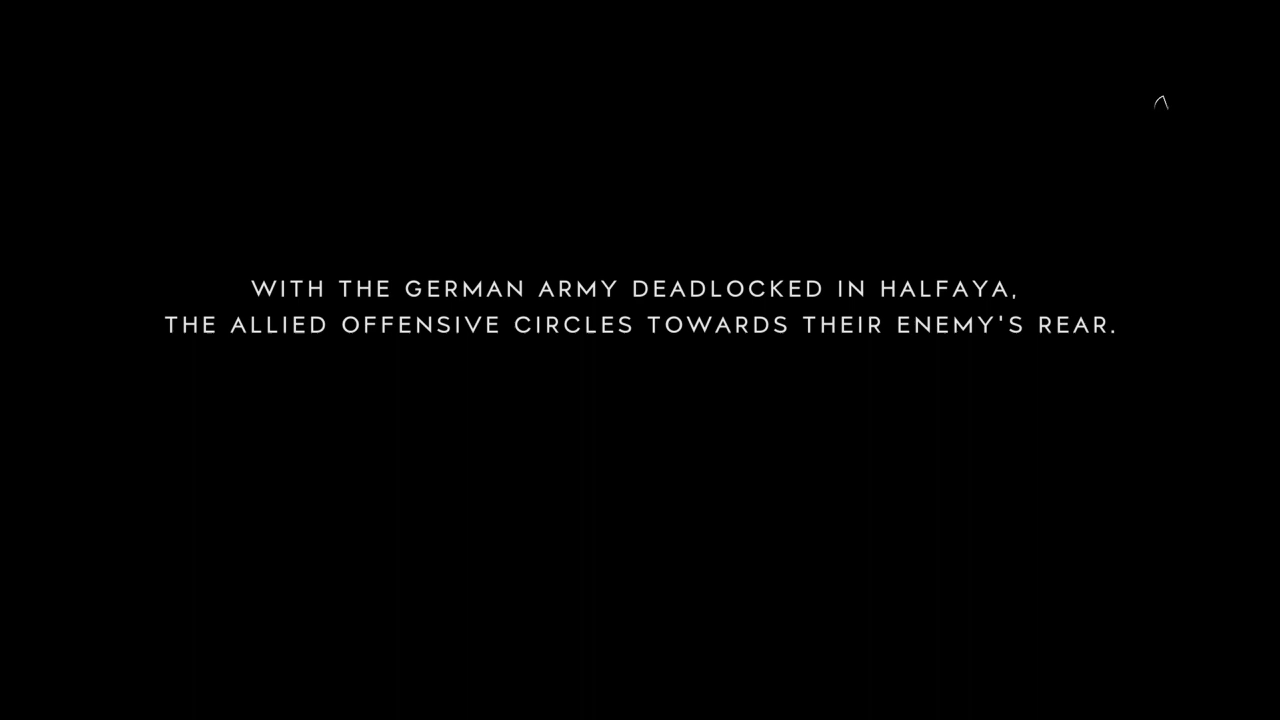 WITH THE GERMAN ARMY DEADLOCKED IN HALFAYA,
THE ALLIED OFFENSIVE CIRCLES TOWARDS THEIR ENEMY'S REAR.